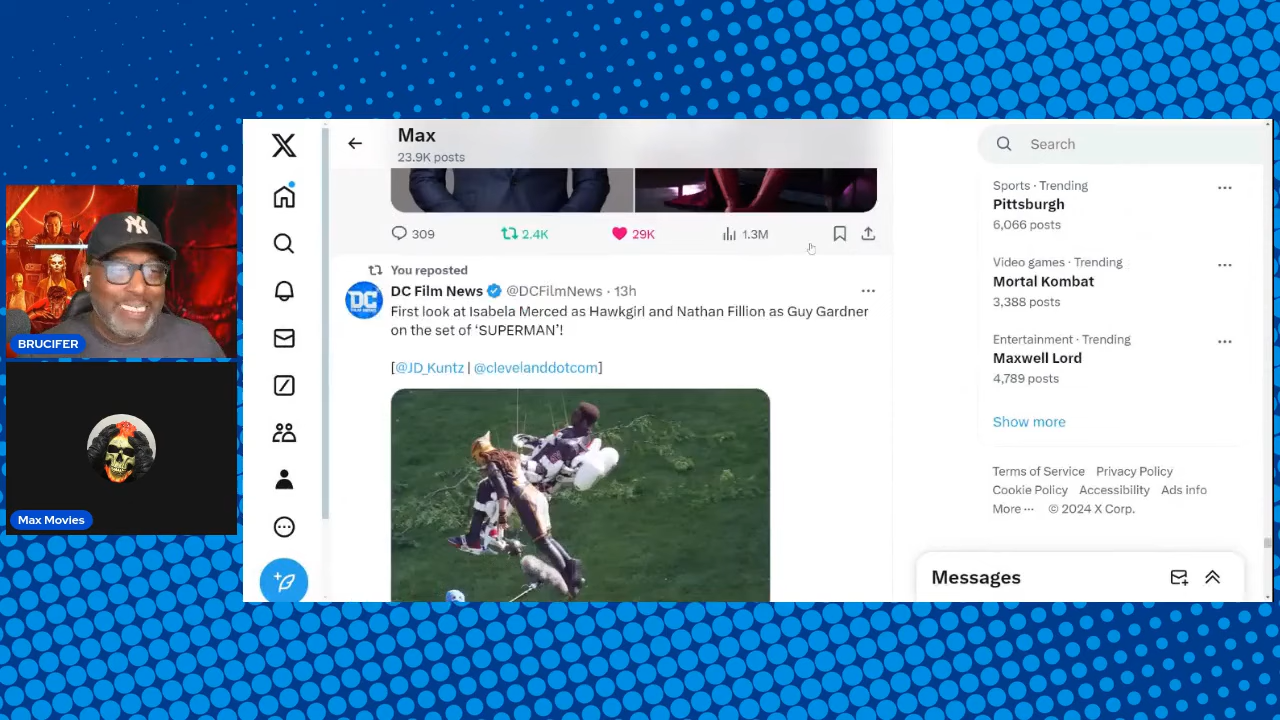 BRUCIFER
Max Movies
Max
23.9K posts
309
2.4K
29K
1.3M
You reposted
DC Film News @DCFilmNews · 13h
First look at Isabela Merced as Hawkgirl and Nathan Fillion as Guy Gardner
on the set of ‘SUPERMAN’!
[@JD_Kuntz | @clevelanddotcom]
DC
Search
Sports · Trending
Pittsburgh
6,066 posts
Video games · Trending
Mortal Kombat
3,388 posts
Entertainment · Trending
Maxwell Lord
4,789 posts
Show more
Terms of Service Privacy Policy
Cookie Policy Accessibility Ads info
More ··· © 2024 X Corp.
Messages